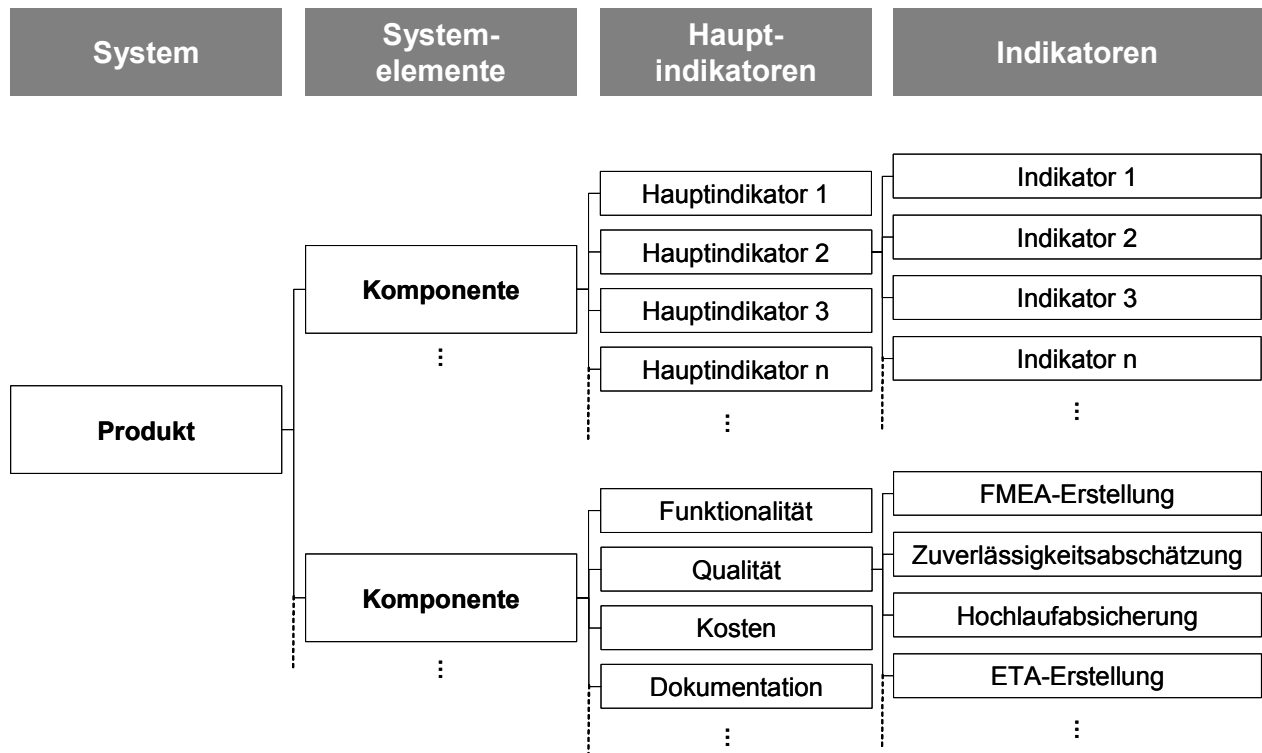 System
System-
elemente
Haupt-
indikatoren
Indikatoren
Hauptindikator 1
Hauptindikator 2
Hauptindikator 3
Hauptindikator n
⋮
Indikator 1
Indikator 2
Indikator 3
Indikator n
⋮
Komponente
⋮
Produkt
Komponente
⋮
Funktionalität
Qualität
Kosten
Dokumentation
⋮
FMEA-Erstellung
Zuverlässigkeitsabschätzung
Hochlaufabsicherung
ETA-Erstellung
⋮